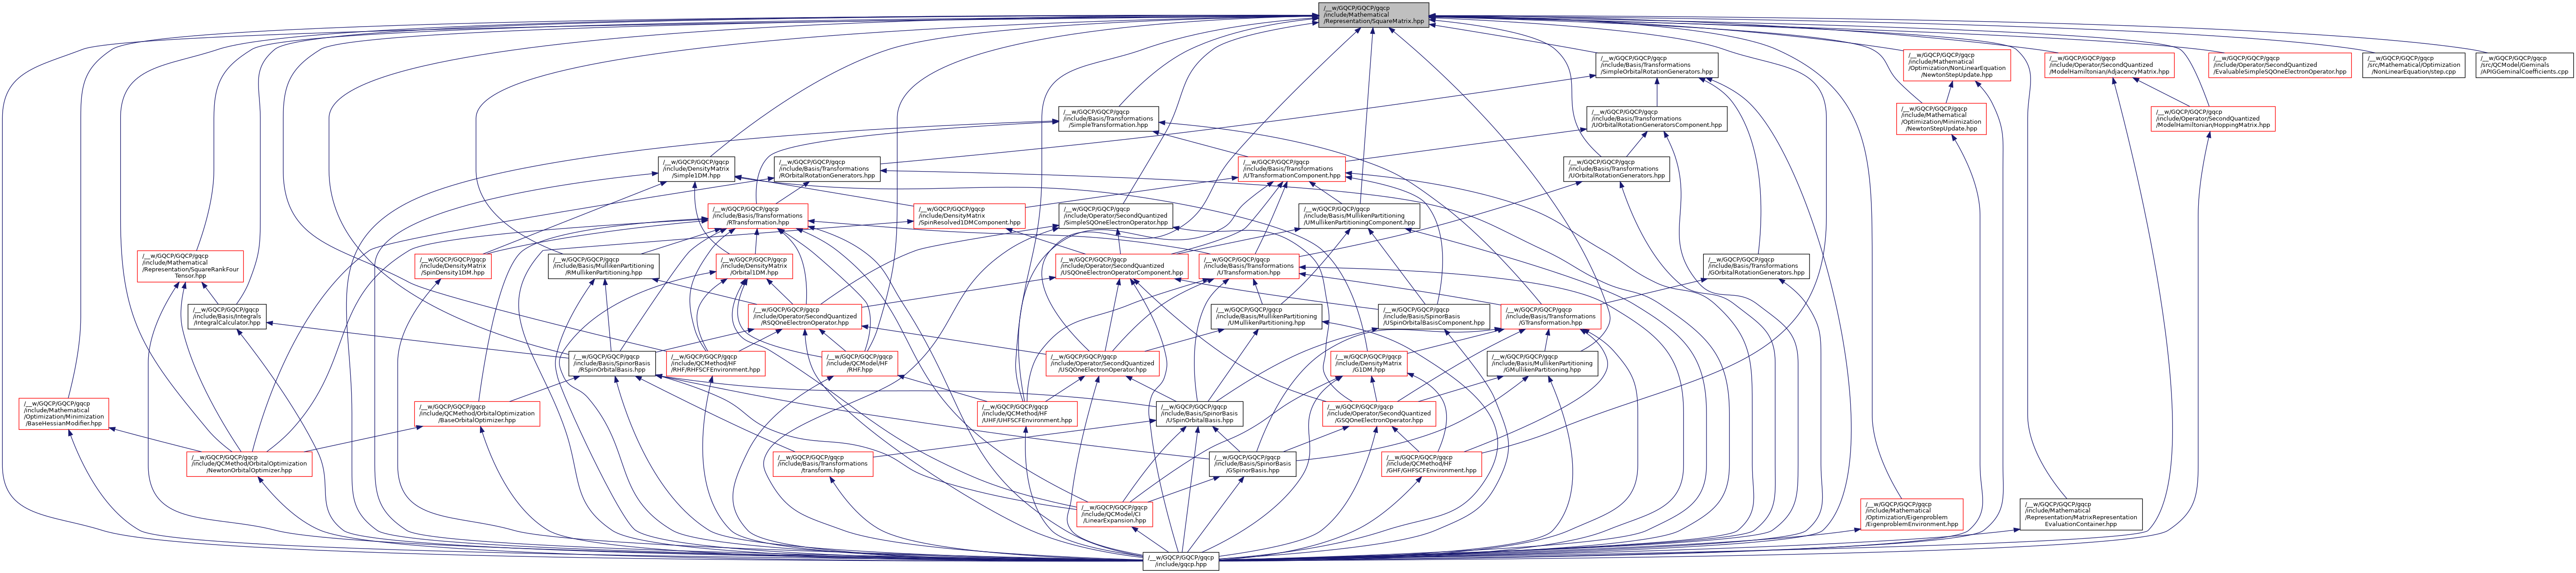 /__w/GQCP/GQCP/gqcp
/include/Mathematical
/Representation/SquareMatrix.hpp
/__w/GQCP/GQCP/gqcp
/include/Basis/Transformations
/SimpleOrbitalRotationGenerators.hpp
/__w/GQCP/GQCP/gqcp
/include/Mathematical
/Optimization/NonLinearEquation
/NewtonStepUpdate.hpp
/__w/GQCP/GQCP/gqcp
/include/Operator/SecondQuantized
/ModelHamiltonian/AdjacencyMatrix.hpp
/__w/GQCP/GQCP/gqcp
/include/Operator/SecondQuantized
/EvaluableSimpleSQOneElectronOperator.hpp
/__w/GQCP/GQCP/gqcp
/src/Mathematical/Optimization
/NonLinearEquation/step.cpp
/__w/GQCP/GQCP/gqcp
/src/QCModel/Geminals
/APIGGeminalCoefficients.cpp
/__w/GQCP/GQCP/gqcp
/include/Basis/Transformations
/SimpleTransformation.hpp
/__w/GQCP/GQCP/gqcp
/include/Basis/Transformations
/UOrbitalRotationGeneratorsComponent.hpp
/__w/GQCP/GQCP/gqcp
/include/Mathematical
/Optimization/Minimization
/NewtonStepUpdate.hpp
/__w/GQCP/GQCP/gqcp
/include/Operator/SecondQuantized
/ModelHamiltonian/HoppingMatrix.hpp
/__w/GQCP/GQCP/gqcp
/include/DensityMatrix
/Simple1DM.hpp
/__w/GQCP/GQCP/gqcp
/include/Basis/Transformations
/ROrbitalRotationGenerators.hpp
/__w/GQCP/GQCP/gqcp
/include/Basis/Transformations
/UTransformationComponent.hpp
/__w/GQCP/GQCP/gqcp
/include/Basis/Transformations
/UOrbitalRotationGenerators.hpp
/__w/GQCP/GQCP/gqcp
/include/Basis/Transformations
/RTransformation.hpp
/__w/GQCP/GQCP/gqcp
/include/DensityMatrix
/SpinResolved1DMComponent.hpp
/__w/GQCP/GQCP/gqcp
/include/Operator/SecondQuantized
/SimpleSQOneElectronOperator.hpp
/__w/GQCP/GQCP/gqcp
/include/Basis/MullikenPartitioning
/UMullikenPartitioningComponent.hpp
/__w/GQCP/GQCP/gqcp
/include/Mathematical
/Representation/SquareRankFour
Tensor.hpp
/__w/GQCP/GQCP/gqcp
/include/DensityMatrix
/SpinDensity1DM.hpp
/__w/GQCP/GQCP/gqcp
/include/Basis/MullikenPartitioning
/RMullikenPartitioning.hpp
/__w/GQCP/GQCP/gqcp
/include/DensityMatrix
/Orbital1DM.hpp
/__w/GQCP/GQCP/gqcp
/include/Operator/SecondQuantized
/USQOneElectronOperatorComponent.hpp
/__w/GQCP/GQCP/gqcp
/include/Basis/Transformations
/UTransformation.hpp
/__w/GQCP/GQCP/gqcp
/include/Basis/Transformations
/GOrbitalRotationGenerators.hpp
/__w/GQCP/GQCP/gqcp
/include/Basis/Integrals
/IntegralCalculator.hpp
/__w/GQCP/GQCP/gqcp
/include/Operator/SecondQuantized
/RSQOneElectronOperator.hpp
/__w/GQCP/GQCP/gqcp
/include/Basis/MullikenPartitioning
/UMullikenPartitioning.hpp
/__w/GQCP/GQCP/gqcp
/include/Basis/SpinorBasis
/USpinOrbitalBasisComponent.hpp
/__w/GQCP/GQCP/gqcp
/include/Basis/Transformations
/GTransformation.hpp
/__w/GQCP/GQCP/gqcp
/include/Basis/SpinorBasis
/RSpinOrbitalBasis.hpp
/__w/GQCP/GQCP/gqcp
/include/QCMethod/HF
/RHF/RHFSCFEnvironment.hpp
/__w/GQCP/GQCP/gqcp
/include/QCModel/HF
/RHF.hpp
/__w/GQCP/GQCP/gqcp
/include/Operator/SecondQuantized
/USQOneElectronOperator.hpp
/__w/GQCP/GQCP/gqcp
/include/DensityMatrix
/G1DM.hpp
/__w/GQCP/GQCP/gqcp
/include/Basis/MullikenPartitioning
/GMullikenPartitioning.hpp
/__w/GQCP/GQCP/gqcp
/include/Mathematical
/Optimization/Minimization
/BaseHessianModifier.hpp
/__w/GQCP/GQCP/gqcp
/include/QCMethod/OrbitalOptimization
/BaseOrbitalOptimizer.hpp
/__w/GQCP/GQCP/gqcp
/include/QCMethod/HF
/UHF/UHFSCFEnvironment.hpp
/__w/GQCP/GQCP/gqcp
/include/Basis/SpinorBasis
/USpinOrbitalBasis.hpp
/__w/GQCP/GQCP/gqcp
/include/Operator/SecondQuantized
/GSQOneElectronOperator.hpp
/__w/GQCP/GQCP/gqcp
/include/QCMethod/OrbitalOptimization
/NewtonOrbitalOptimizer.hpp
/__w/GQCP/GQCP/gqcp
/include/Basis/Transformations
/transform.hpp
/__w/GQCP/GQCP/gqcp
/include/Basis/SpinorBasis
/GSpinorBasis.hpp
/__w/GQCP/GQCP/gqcp
/include/QCMethod/HF
/GHF/GHFSCFEnvironment.hpp
/__w/GQCP/GQCP/gqcp
/include/QCModel/CI
/LinearExpansion.hpp
/__w/GQCP/GQCP/gqcp
/include/Mathematical
/Optimization/Eigenproblem
/EigenproblemEnvironment.hpp
/__w/GQCP/GQCP/gqcp
/include/Mathematical
/Representation/MatrixRepresentation
EvaluationContainer.hpp
/__w/GQCP/GQCP/gqcp
/include/gqcp.hpp